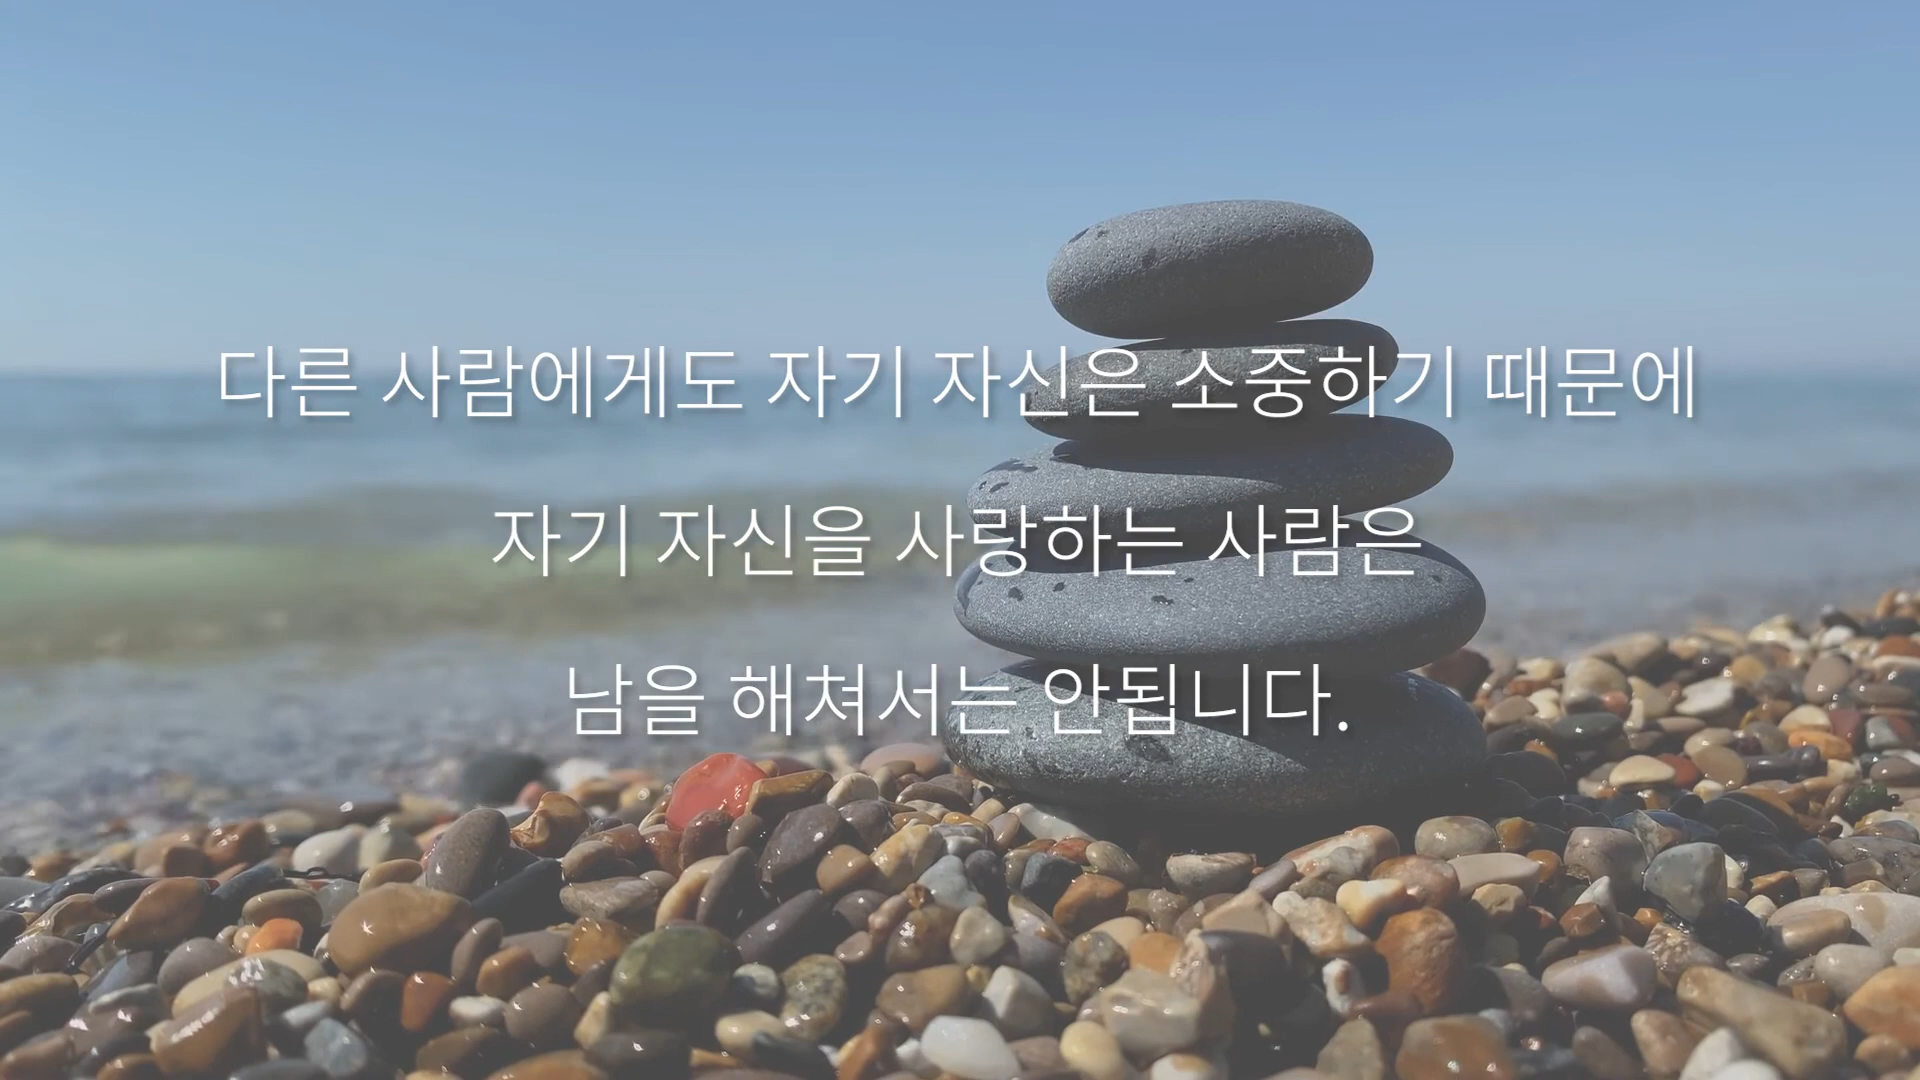 다른 사람에게도 자기 자신은 소중하기 때문에
자기 자신을 사랑하는 사람은
남을 해쳐서는 안됩니다.